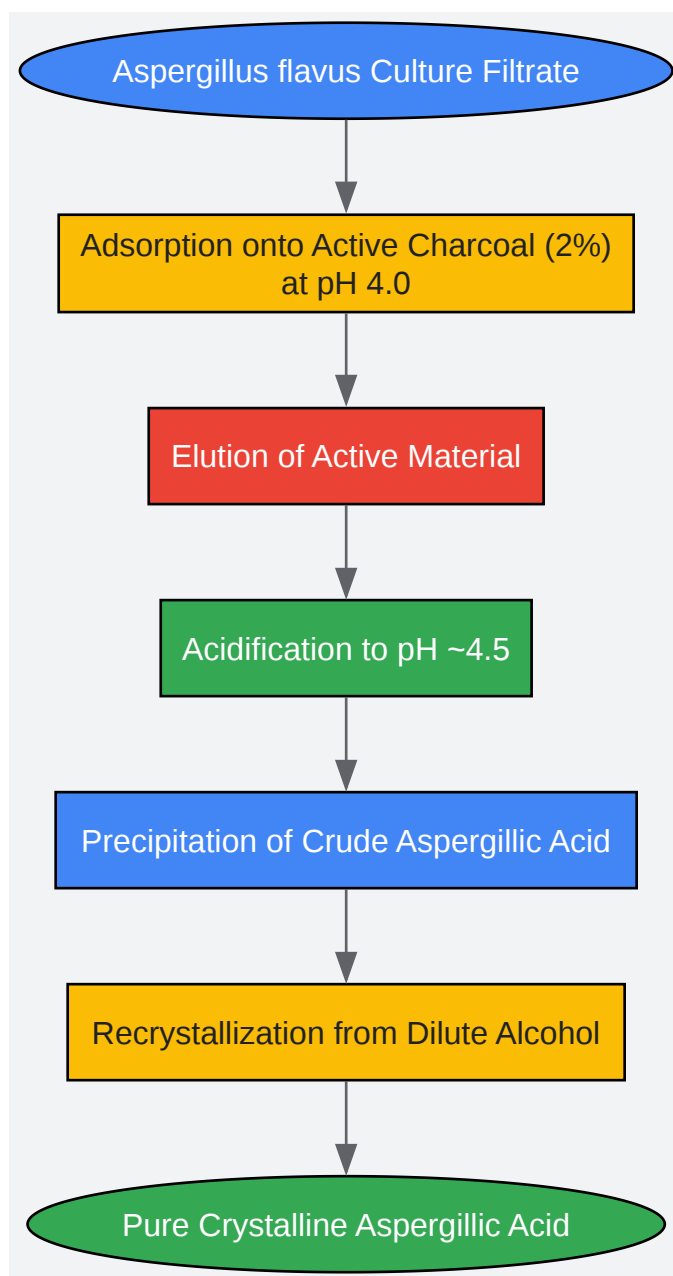 Aspergillus flavus Culture Filtrate
Adsorption onto Active Charcoal (2%)
at pH 4.0
Elution of Active Material
Acidification to pH ~4.5
Precipitation of Crude Aspergillic Acid
Recrystallization from Dilute Alcohol
Pure Crystalline Aspergillic Acid